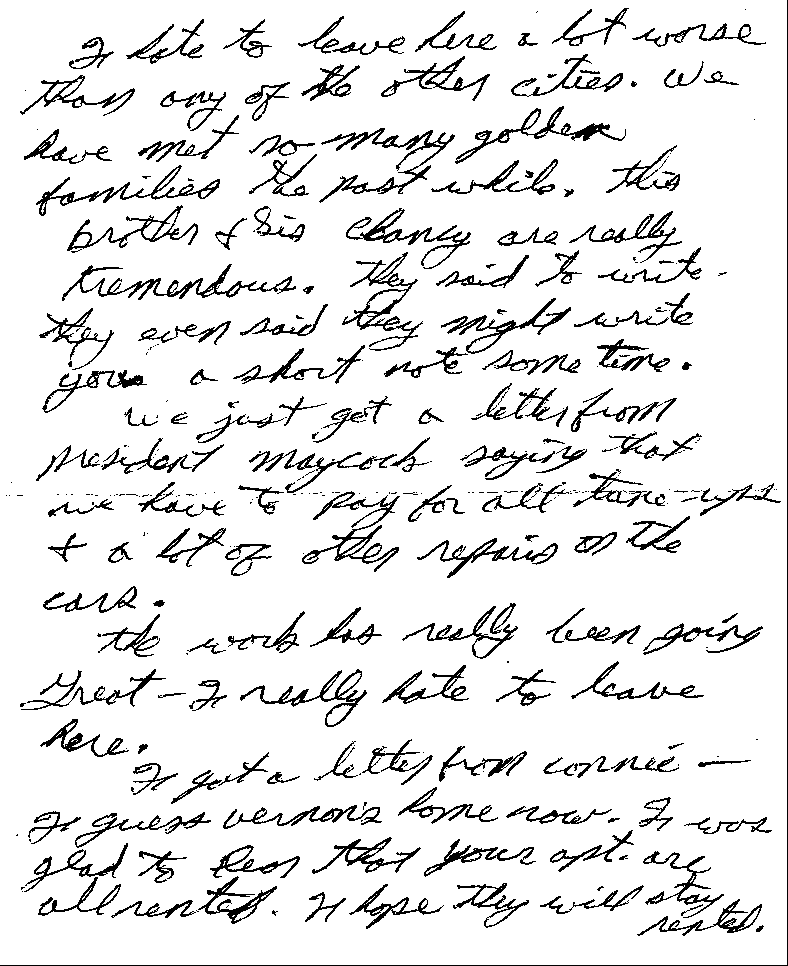 I hate to leave here a lot worse
than any of the other cities. We
have met so many golden
families the past while. This
Brother & Sis Clancy are really
tremendous. They said to write -
they even said they might write
you a short note some time.
We just got a letter from
President Maycock saying that
we have to pay for all tune-ups
& a lot of other repairs on the
cars.
The work has really been going
Great - I really hate to leave
here.
I got a letter from Connie —
I guess Vernon's home now. I was
glad to hear that your apt. are
all rented. I hope they will stay
rented.